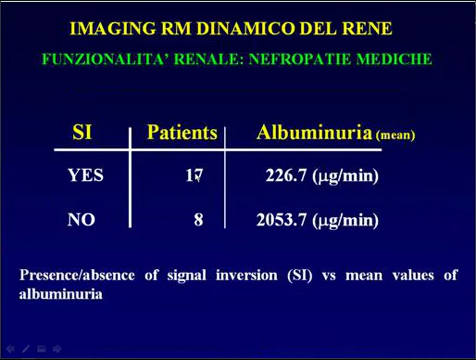 IMAGING RM DINAMICO DEL RENE
FUNZIONALITA’ RENALE: NEFROPATIE MEDICHE
SI Patients Albuminuria (mean)
YES 17 226.7 (μg/min)
NO 8 2053.7 (μg/min)
Presence/absence of signal inversion (SI) vs mean values of
albuminuria